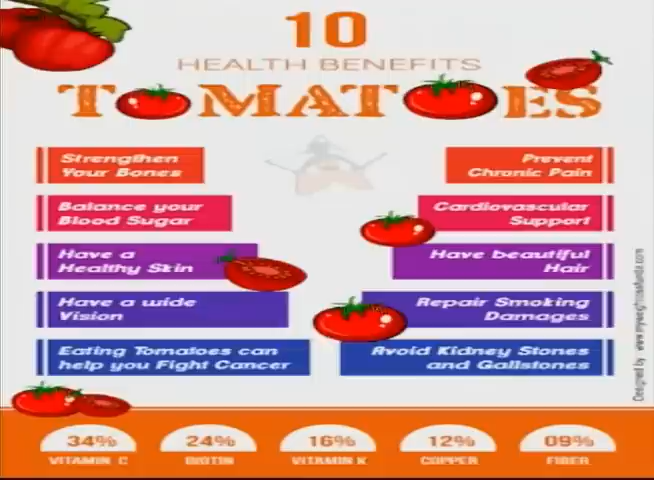 10
HEALTH BENEFITS
TOMATOES
Strengthen
Your Bones
Prevent
Chronic Pain
Balance your
Blood Sugar
Cardiovascular
Support
Have a
Healthy Skin
Have beautiful
Hair
Have a wide
Vision
Repair Smoking
Damages
Eating Tomatoes can
help you Fight Cancer
Avoid Kidney Stones
and Gallstones
34%
VITAMIN C
24%
BIOTIN
16%
VITAMIN K
12%
COPPER
09%
FIBER
Designed by